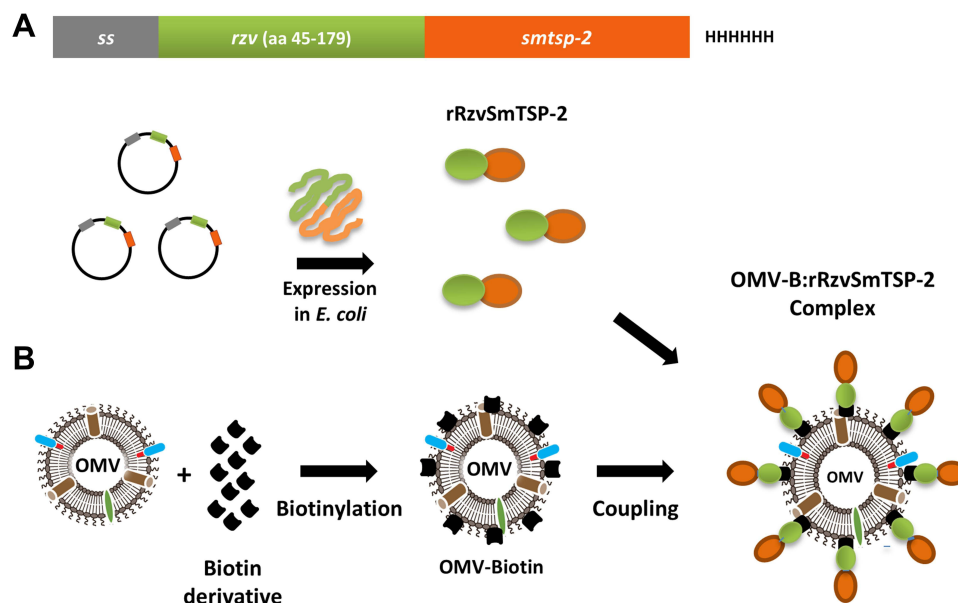 A
ss
rzv (aa 45-179)
smtsp-2
HHHHHH
rRzvSmTSP-2
Expression
in E. coli
OMV-B:rRzvSmTSP-2
Complex
B
OMV
+
Biotin
derivative
Biotinylation
OMV
OMV-Biotin
Coupling
OMV